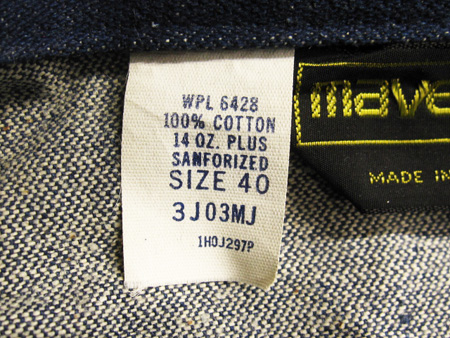 WPL 6428
100% COTTON
14 OZ. PLUS
SANFORIZED
SIZE 40
3J03MJ
1H0J297P
MADE IN